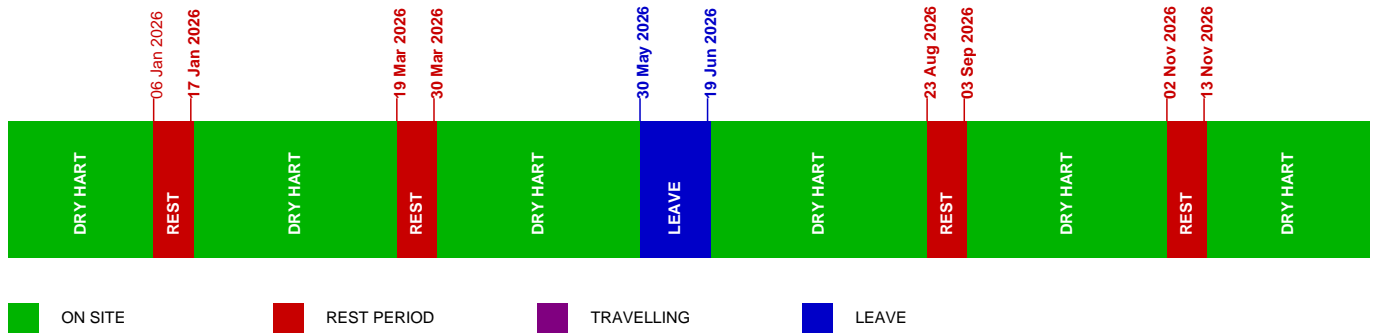 06 Jan 2026
17 Jan 2026
19 Mar 2026
30 Mar 2026
30 May 2026
19 Jun 2026
23 Aug 2026
03 Sep 2026
02 Nov 2026
13 Nov 2026
DRY HART
REST
DRY HART
REST
DRY HART
LEAVE
DRY HART
REST
DRY HART
REST
DRY HART
ON SITE
REST PERIOD
TRAVELLING
LEAVE